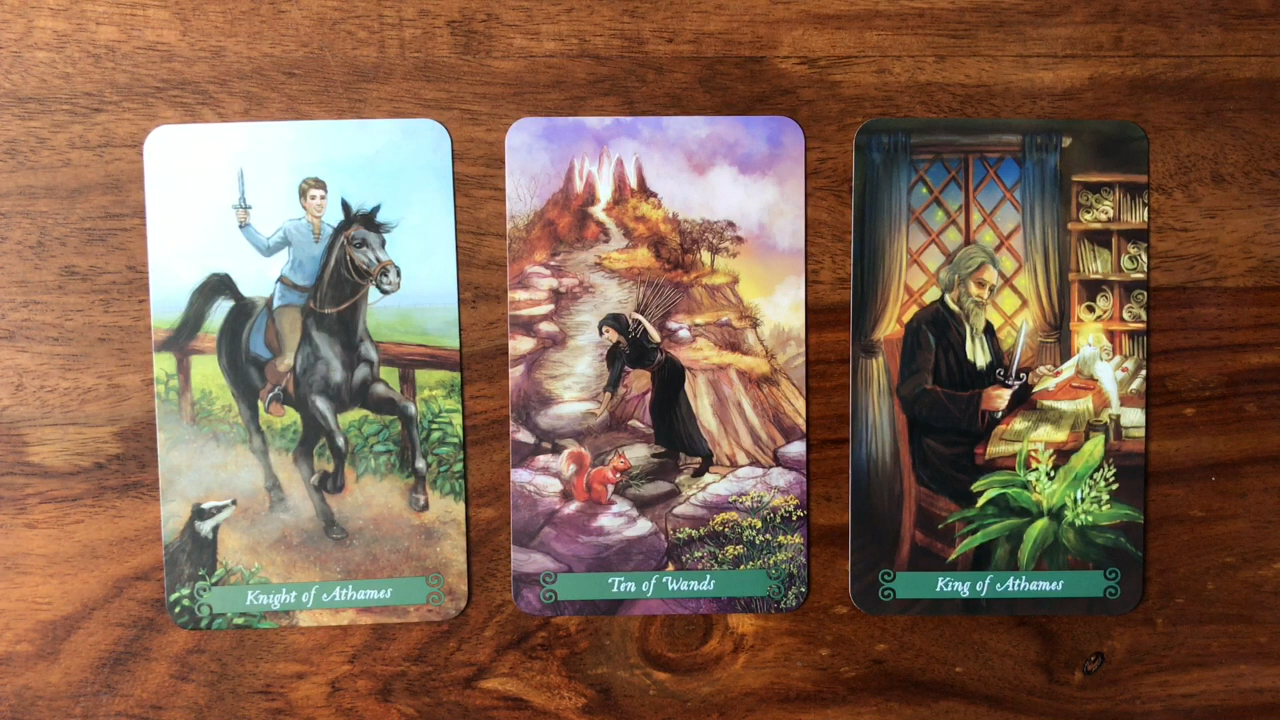 Knight of Athames
Ten of Wands
King of Athames